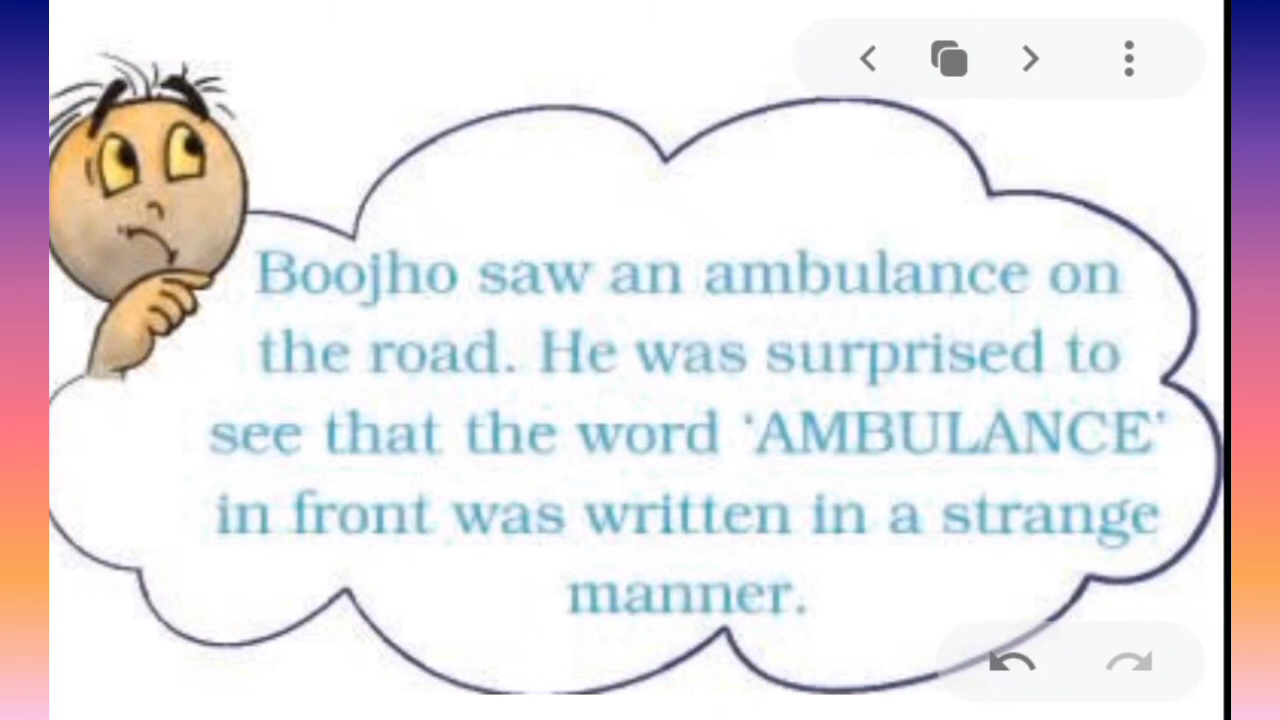 Boojho saw an ambulance on
the road. He was surprised to
see that the word ‘AMBULANCE’
in front was written in a strange
manner.